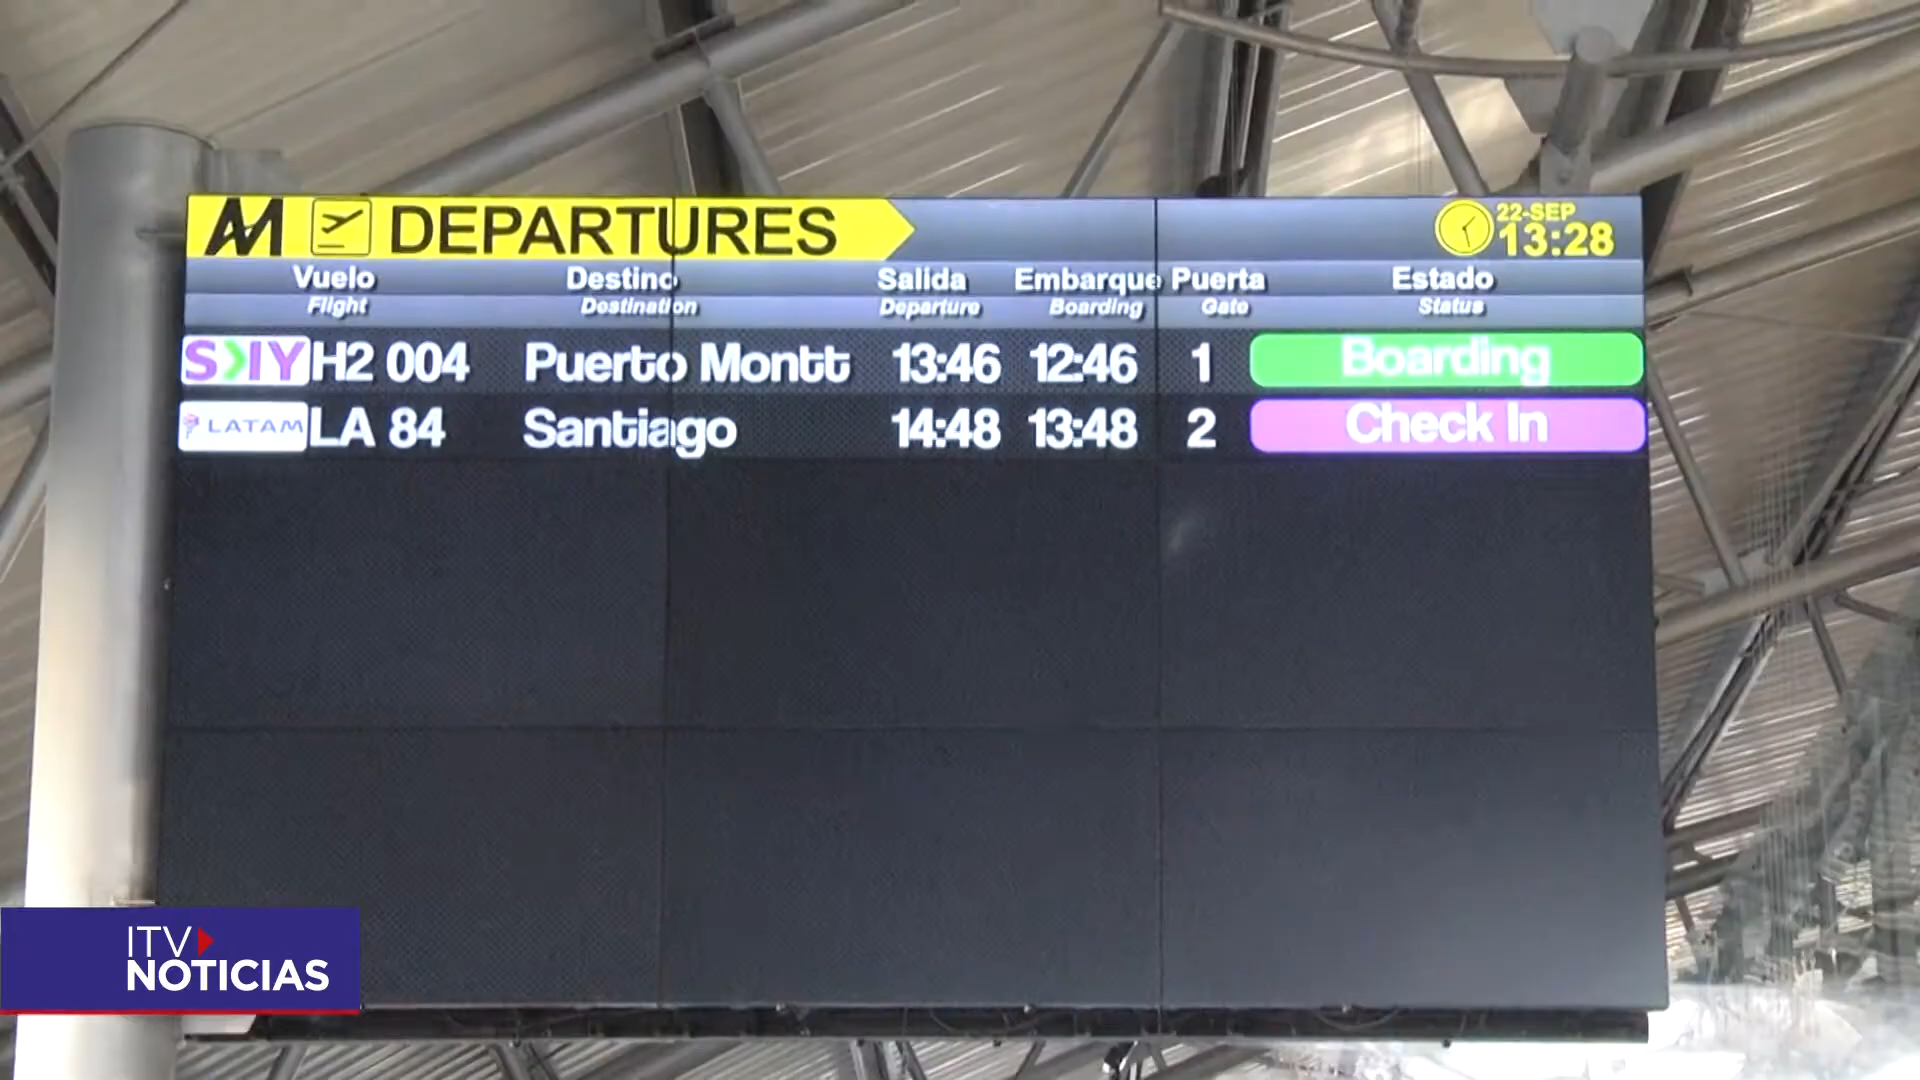 AM DEPARTURES 22-SEP
13:28
Vuelo Destino Salida Embarque Puerta Estado
Flight Destination Departure Boarding Gate Status
SKY H2 004 Puerto Montt 13:46 12:46 1 Boarding
LATAM LA 84 Santiago 14:48 13:48 2 Check In
ITV
NOTICIAS